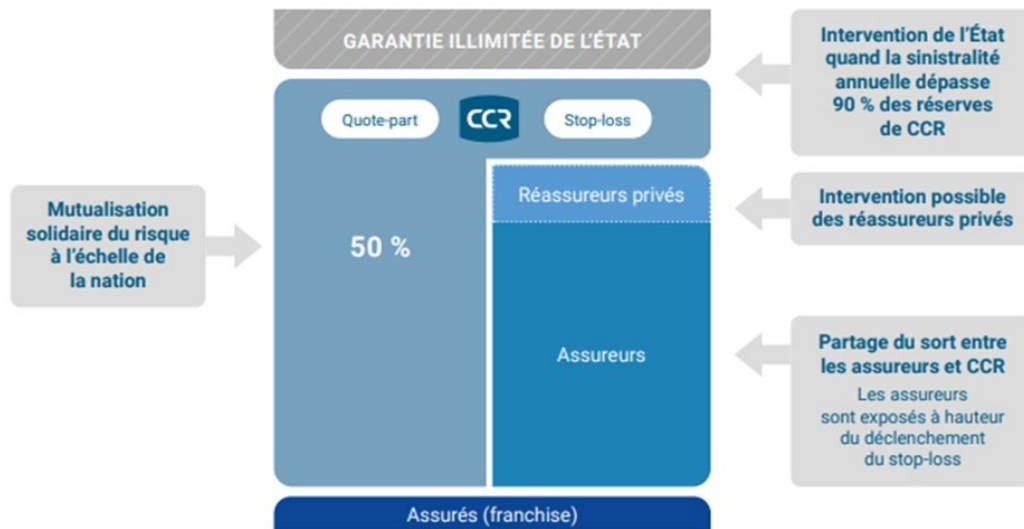 GARANTIE ILLIMITÉE DE L'ÉTAT
Intervention de l'État
quand la sinistralité
annuelle dépasse
90 % des réserves
de CCR
Quote-part
CCR
Stop-loss
Réassureurs privés
Intervention possible
des réassureurs privés
Mutualisation
solidaire du risque
à l'échelle de
la nation
50 %
Assureurs
Partage du sort entre
les assureurs et CCR
Les assureurs
sont exposés à hauteur
du déclenchement
du stop-loss
Assurés (franchise)